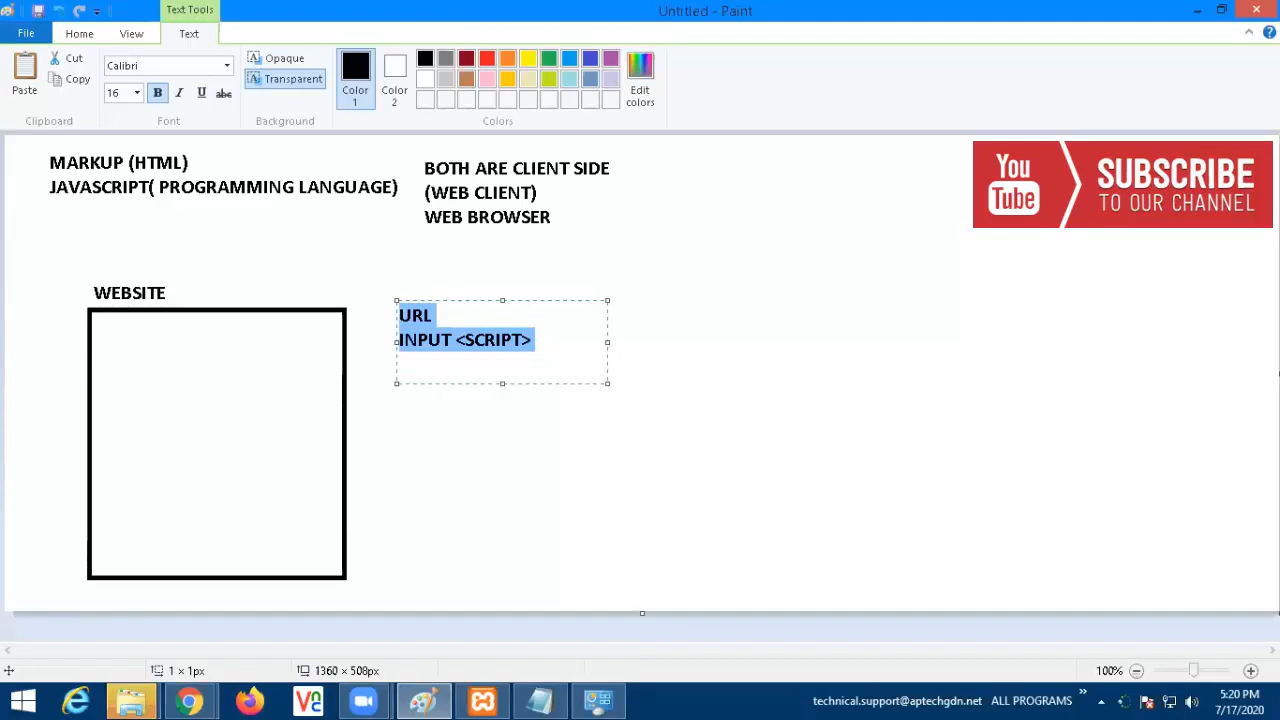 Text Tools
Untitled - Paint
File
Home
View
Text
Paste
Cut
Copy
Clipboard
Calibri
16
B
I
U
abc
Font
Opaque
Transparent
Background
Color
1
Color
2
Edit
colors
Colors
MARKUP (HTML)
JAVASCRIPT( PROGRAMMING LANGUAGE)
BOTH ARE CLIENT SIDE
(WEB CLIENT)
WEB BROWSER
You
Tube
SUBSCRIBE
TO OUR CHANNEL
WEBSITE
URL
INPUT <SCRIPT>
1 × 1px
1360 × 508px
100%
technical.support@aptechgdn.net
ALL PROGRAMS
5:20 PM
7/17/2020